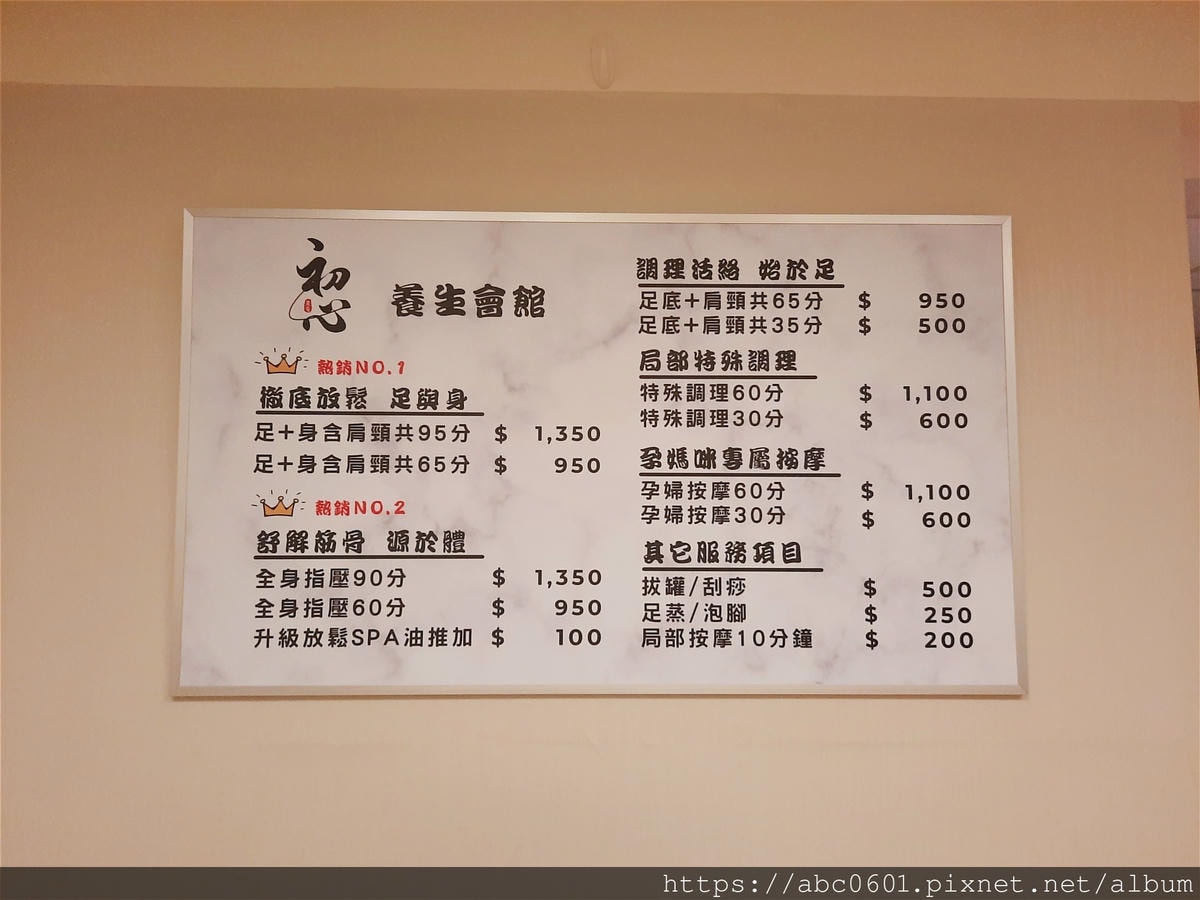 初心
養生會館
熱銷NO.1
徹底放鬆 足與身
足+身含肩頸共95分 $ 1,350
足+身含肩頸共65分 $ 950
熱銷NO.2
舒解筋骨 源於體
全身指壓90分 $ 1,350
全身指壓60分 $ 950
升級放鬆SPA油推加 $ 100
調理活絡 始於足
足底+肩頸共65分 $ 950
足底+肩頸共35分 $ 500
局部特殊調理
特殊調理60分 $ 1,100
特殊調理30分 $ 600
孕媽咪專屬按摩
孕婦按摩60分 $ 1,100
孕婦按摩30分 $ 600
其它服務項目
拔罐/刮痧 $ 500
足蒸/泡腳 $ 250
局部按摩10分鐘 $ 200
https://abc0601.pixnet.net/album